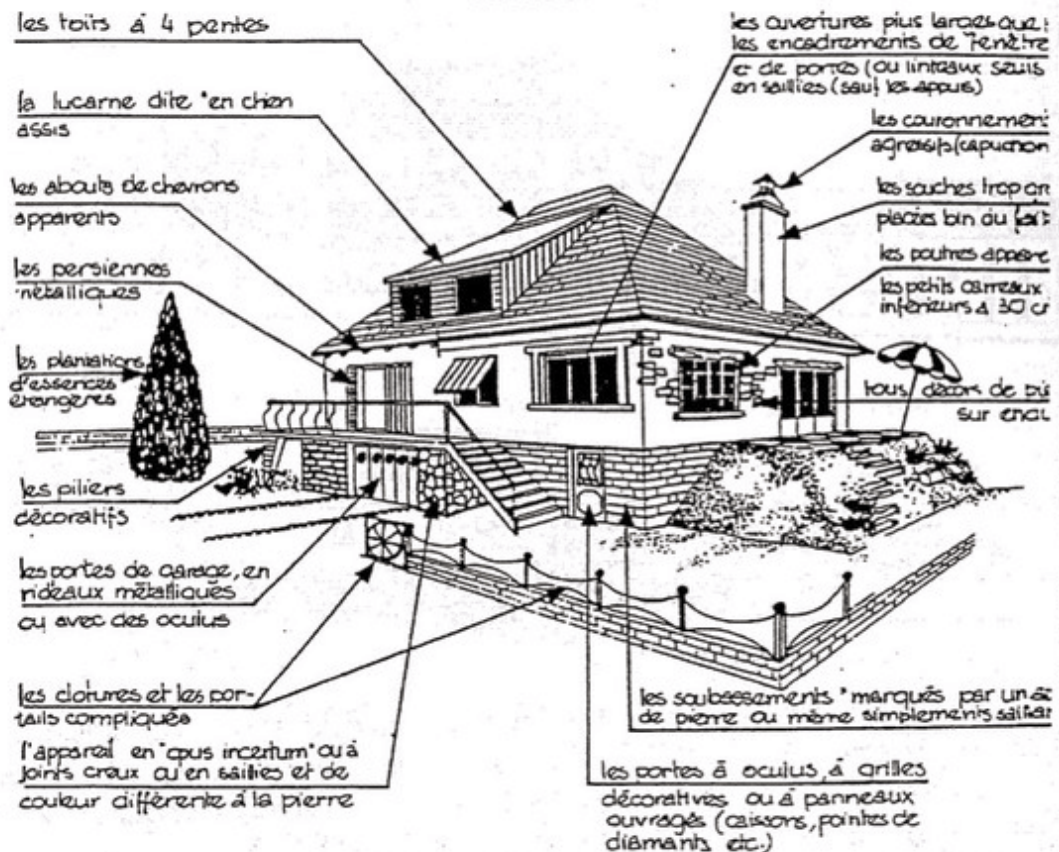 les toits à 4 pentes
la lucarne dite "en chien
assis
les abouts de chevrons
apparents
les persiennes
métalliques
les plantations
d'essences
étrangères
les piliers
décoratifs
les portes de garage, en
rideaux métalliques
ou avec des oculus
les clotures et les por-
tails compliqués
l'appareil en "opus incertum" ou à
joints creux ou en saillies et de
couleur différente à la pierre
les ouvertures plus larges que
les encadrements de fenêtre
et de portes (ou linteaux seuls
en saillies (sauf les appuis)
les couronnement
agressifs (capuchon
les souches trop
placées loin du
les poutres appare
les petits carreaux
inférieurs à 30
tous décors de
sur
les soubassements "marqués par un
de pierre ou même simplements
les portes à oculus, à grilles
décoratives ou à panneaux
ouvragés (caissons, pointes de
diamants etc.)